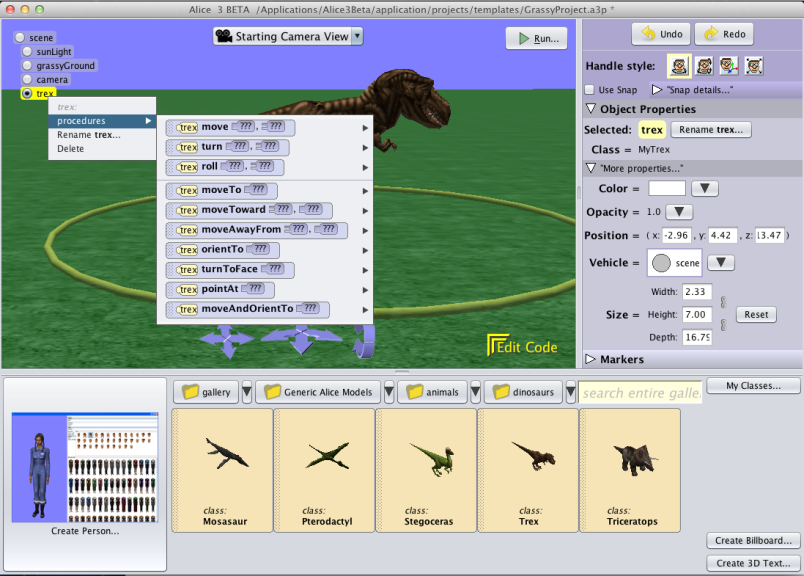 Alice 3 BETA /Applications/Alice3Beta/application/projects/templates/GrassyProject.a3p *
scene
sunLight
grassyGround
camera
trex
Starting Camera View
Run...
trex:
procedures
Rename trex...
Delete
trex move ???, ???
trex turn ???, ???
trex roll ???, ???
trex moveTo ???
trex moveToward ???, ???
trex moveAwayFrom ???, ???
trex orientTo ???
trex turnToFace ???
trex pointAt ???
trex moveAndOrientTo ???
Edit Code
Undo
Redo
Handle style:
Use Snap
"Snap details..."
Object Properties
Selected: trex Rename trex...
Class = MyTrex
"More properties..."
Color =
Opacity = 1.0
Position = ( x: -2.96 , y: 4.42 , z: 13.47 )
Vehicle = scene
Width: 2.33
Size = Height: 7.00 Reset
Depth: 16.79
Markers
gallery
Generic Alice Models
animals
dinosaurs
search entire galle
My Classes...
Create Person...
class:
Mosasaur
class:
Pterodactyl
class:
Stegoceras
class:
Trex
class:
Triceratops
Create Billboard...
Create 3D Text...